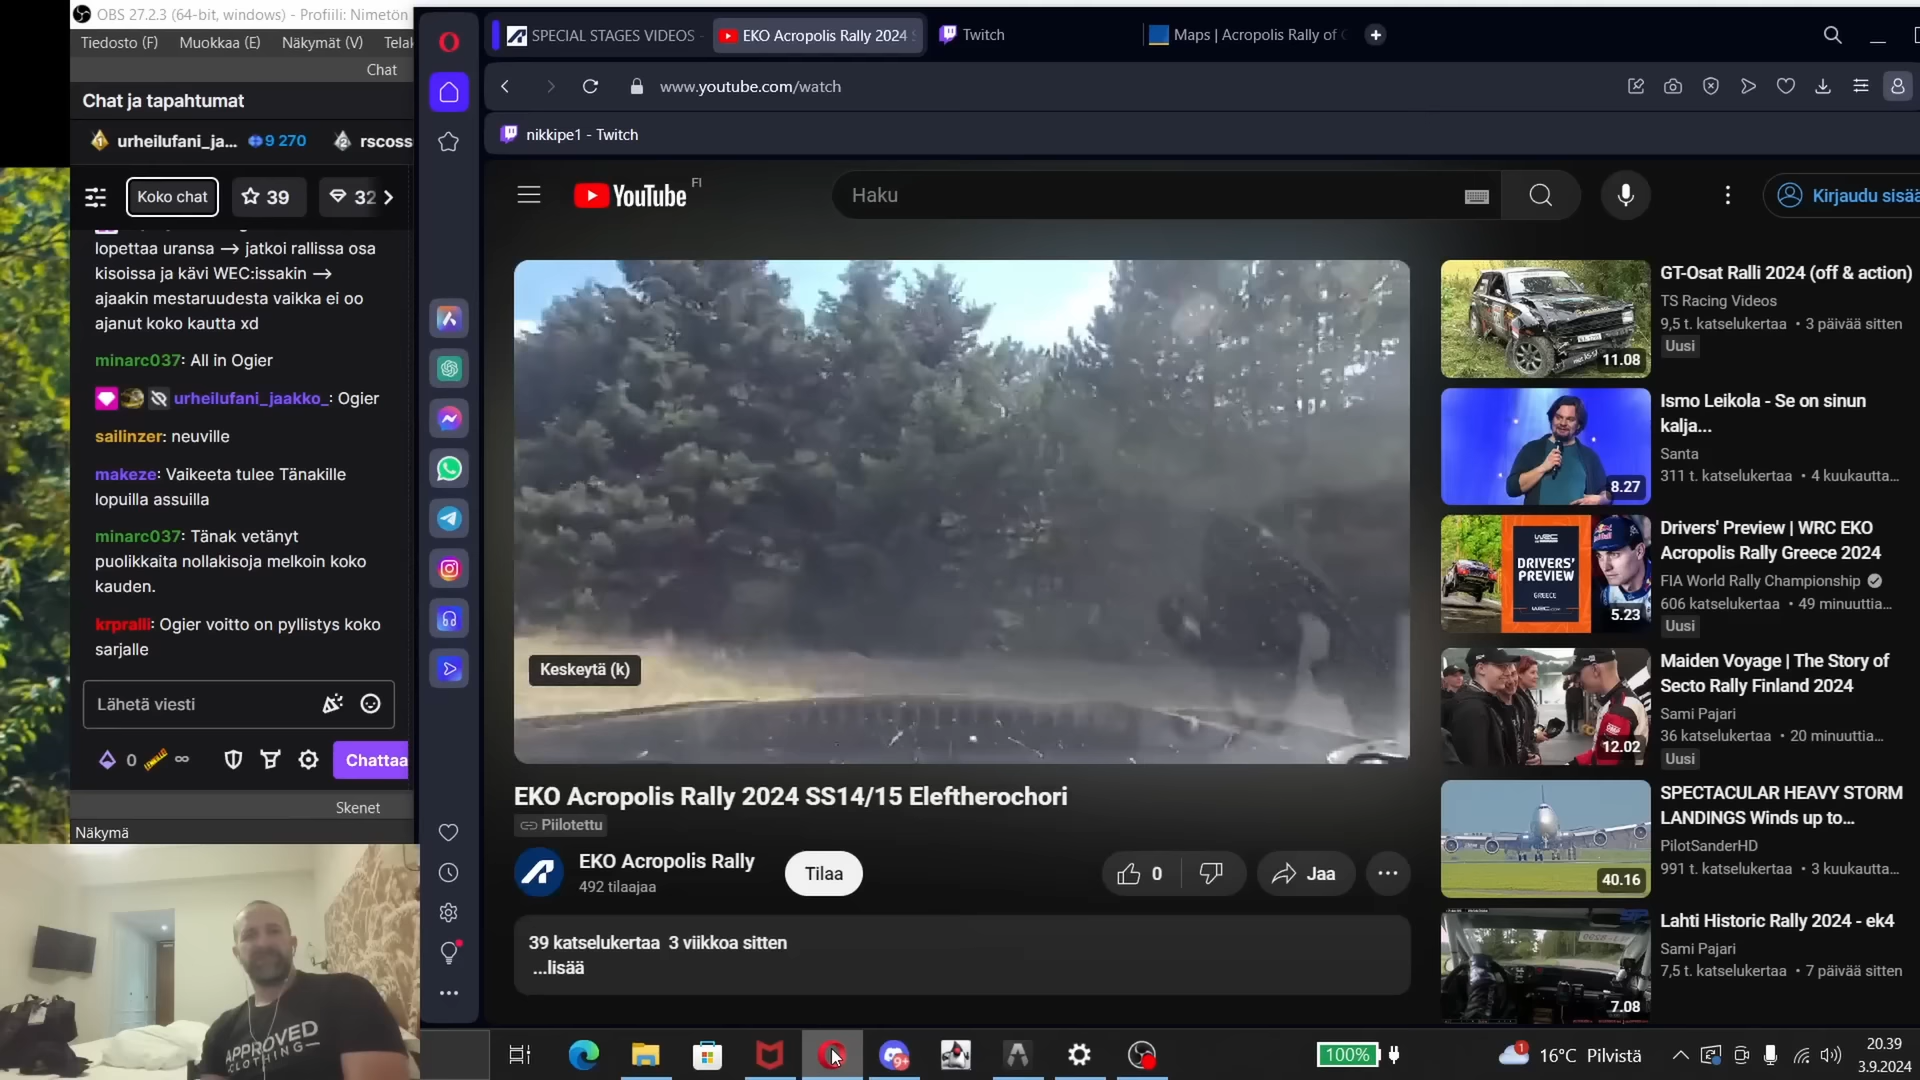 OBS 27.2.3 (64-bit, windows) - Profiili: Nimetön
Tiedosto (F) Muokkaa (E) Näkymät (V) Telak
Chat
Chat ja tapahtumat
urheilufani_ja... 9 270 rscoss
Koko chat 39 32
lopettaa uransa --> jatkoi rallissa osa
kisoissa ja kävi WEC:issakin -->
ajaakin mestaruudesta vaikka ei oo
ajanut koko kautta xd
minarc037: All in Ogier
urheilufani_jaakko_: Ogier
sailinzer: neuville
makeze: Vaikeeta tulee Tänakille
lopuilla assuilla
minarc037: Tänak vetänyt
puolikkaita nollakisoja melkoin koko
kauden.
krpralli: Ogier voitto on pyllistys koko
sarjalle
Lähetä viesti
0 ∞ Chattaa
Skenet
Näkymä
APPROVED
CLOTHING
SPECIAL STAGES VIDEOS -
EKO Acropolis Rally 2024 S
Twitch
Maps | Acropolis Rally of G
www.youtube.com/watch
nikkipe1 - Twitch
YouTube FI
Haku
Kirjaudu sisää
Keskeytä (k)
EKO Acropolis Rally 2024 SS14/15 Eleftherochori
Piilotettu
EKO Acropolis Rally
492 tilaajaa
Tilaa
0
Jaa
39 katselukertaa 3 viikkoa sitten
...lisää
11.08
GT-Osat Ralli 2024 (off & action)
TS Racing Videos
9,5 t. katselukertaa • 3 päivää sitten
Uusi
8.27
Ismo Leikola - Se on sinun
kalja...
Santa
311 t. katselukertaa • 4 kuukautta...
WRC
DRIVERS'
PREVIEW
GREECE
WRC.COM
5.23
Drivers' Preview | WRC EKO
Acropolis Rally Greece 2024
FIA World Rally Championship
606 katselukertaa • 49 minuuttia...
Uusi
12.02
Maiden Voyage | The Story of
Secto Rally Finland 2024
Sami Pajari
36 katselukertaa • 20 minuuttia...
Uusi
40.16
SPECTACULAR HEAVY STORM
LANDINGS Winds up to...
PilotSanderHD
991 t. katselukertaa • 3 kuukautta...
7.08
Lahti Historic Rally 2024 - ek4
Sami Pajari
7,5 t. katselukertaa • 7 päivää sitten
9+
100%
1
16°C Pilvistä
20.39
3.9.2024